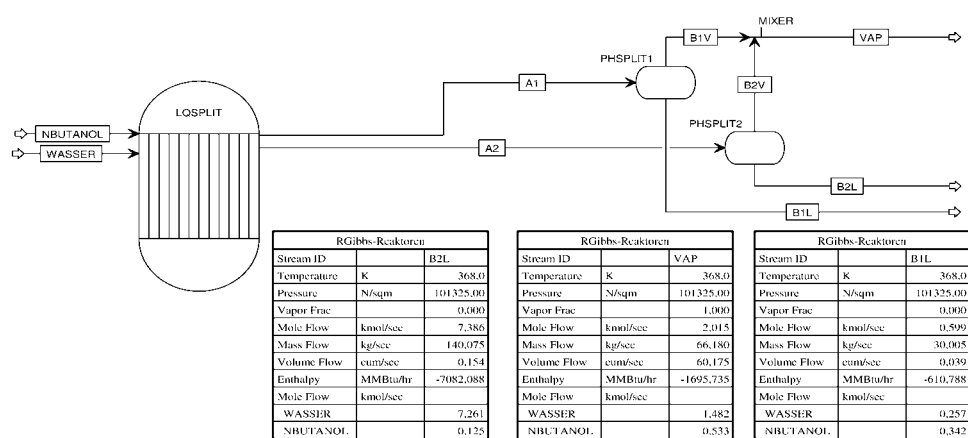 MIXER
B1V
VAP
PHSPLIT1
A1
B2V
LQSPLIT
PHSPLIT2
NBUTANOL
WASSER
A2
B2L
B1L
RGibbs-Reaktoren
Stream ID B2L
Temperature K 368,0
Pressure N/sqm 101325,00
Vapor Frac 0,000
Mole Flow kmol/sec 7,386
Mass Flow kg/sec 140,075
Volume Flow cum/sec 0,154
Enthalpy MMBtu/hr -7082,088
Mole Flow kmol/sec
WASSER 7,261
NBUTANOL 0,125
RGibbs-Reaktoren
Stream ID VAP
Temperature K 368,0
Pressure N/sqm 101325,00
Vapor Frac 1,000
Mole Flow kmol/sec 2,015
Mass Flow kg/sec 66,180
Volume Flow cum/sec 60,175
Enthalpy MMBtu/hr -1695,735
Mole Flow kmol/sec
WASSER 1,482
NBUTANOL 0,533
RGibbs-Reaktoren
Stream ID B1L
Temperature K 368,0
Pressure N/sqm 101325,00
Vapor Frac 0,000
Mole Flow kmol/sec 0,599
Mass Flow kg/sec 30,005
Volume Flow cum/sec 0,039
Enthalpy MMBtu/hr -610,788
Mole Flow kmol/sec
WASSER 0,257
NBUTANOL 0,342